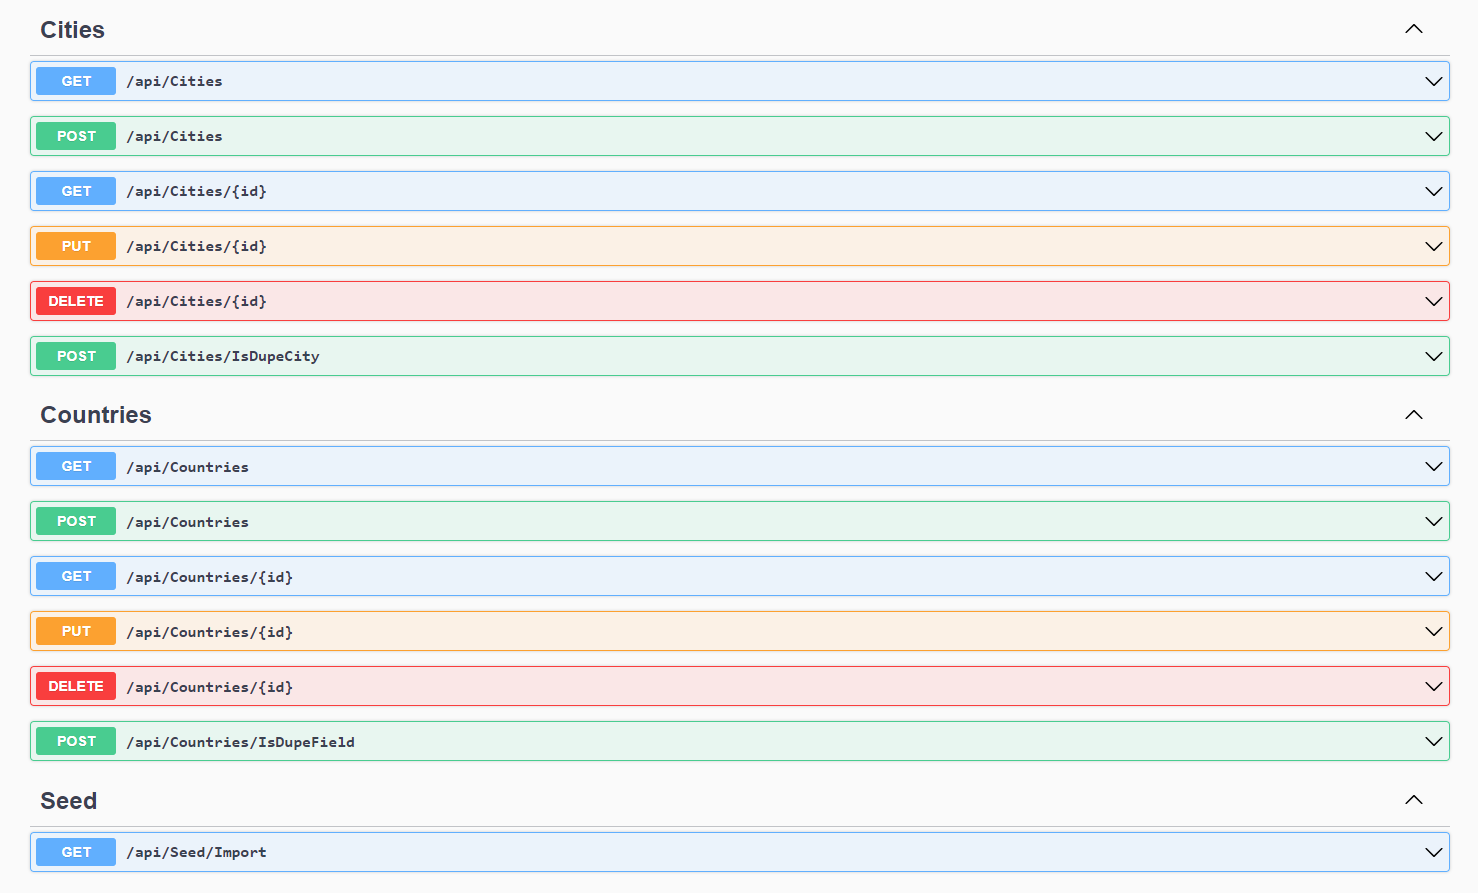 Cities
GET /api/Cities
POST /api/Cities
GET /api/Cities/{id}
PUT /api/Cities/{id}
DELETE /api/Cities/{id}
POST /api/Cities/IsDupeCity
Countries
GET /api/Countries
POST /api/Countries
GET /api/Countries/{id}
PUT /api/Countries/{id}
DELETE /api/Countries/{id}
POST /api/Countries/IsDupeField
Seed
GET /api/Seed/Import